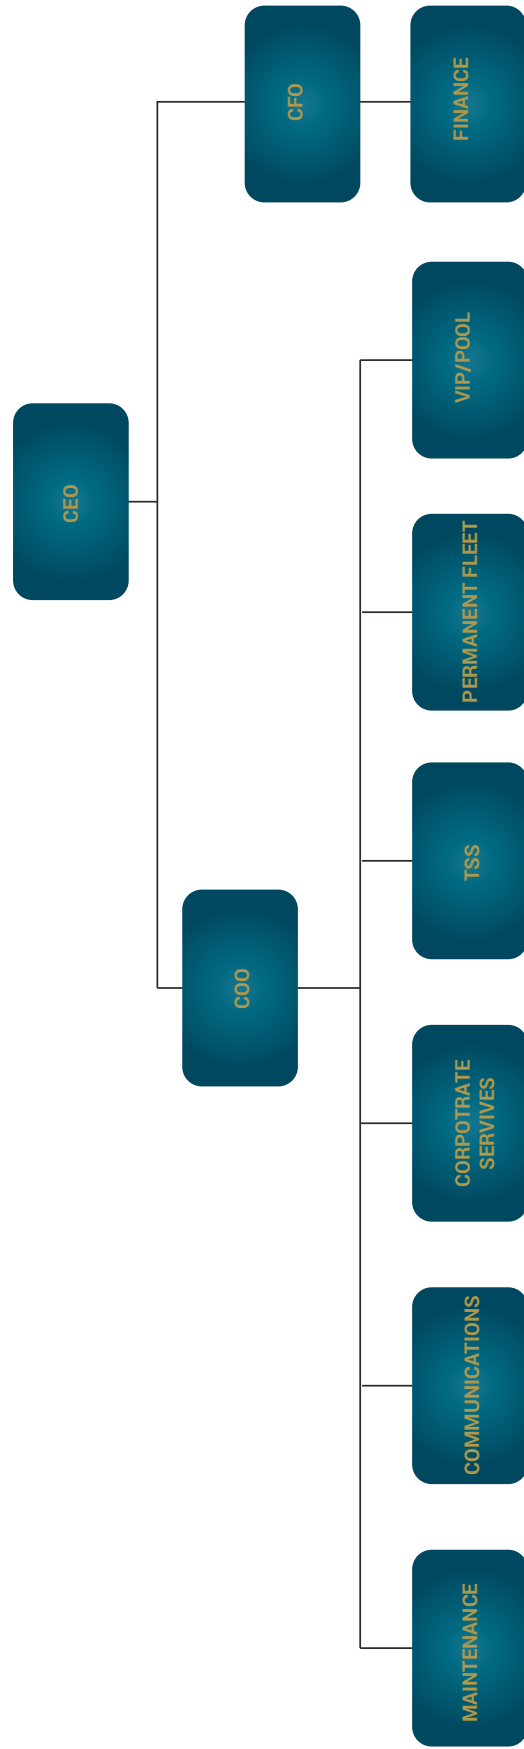 CEO
COO
CFO
MAINTENANCE
COMMUNICATIONS
CORPOTRATE
SERVIVES
TSS
PERMANENT FLEET
VIP/POOL
FINANCE